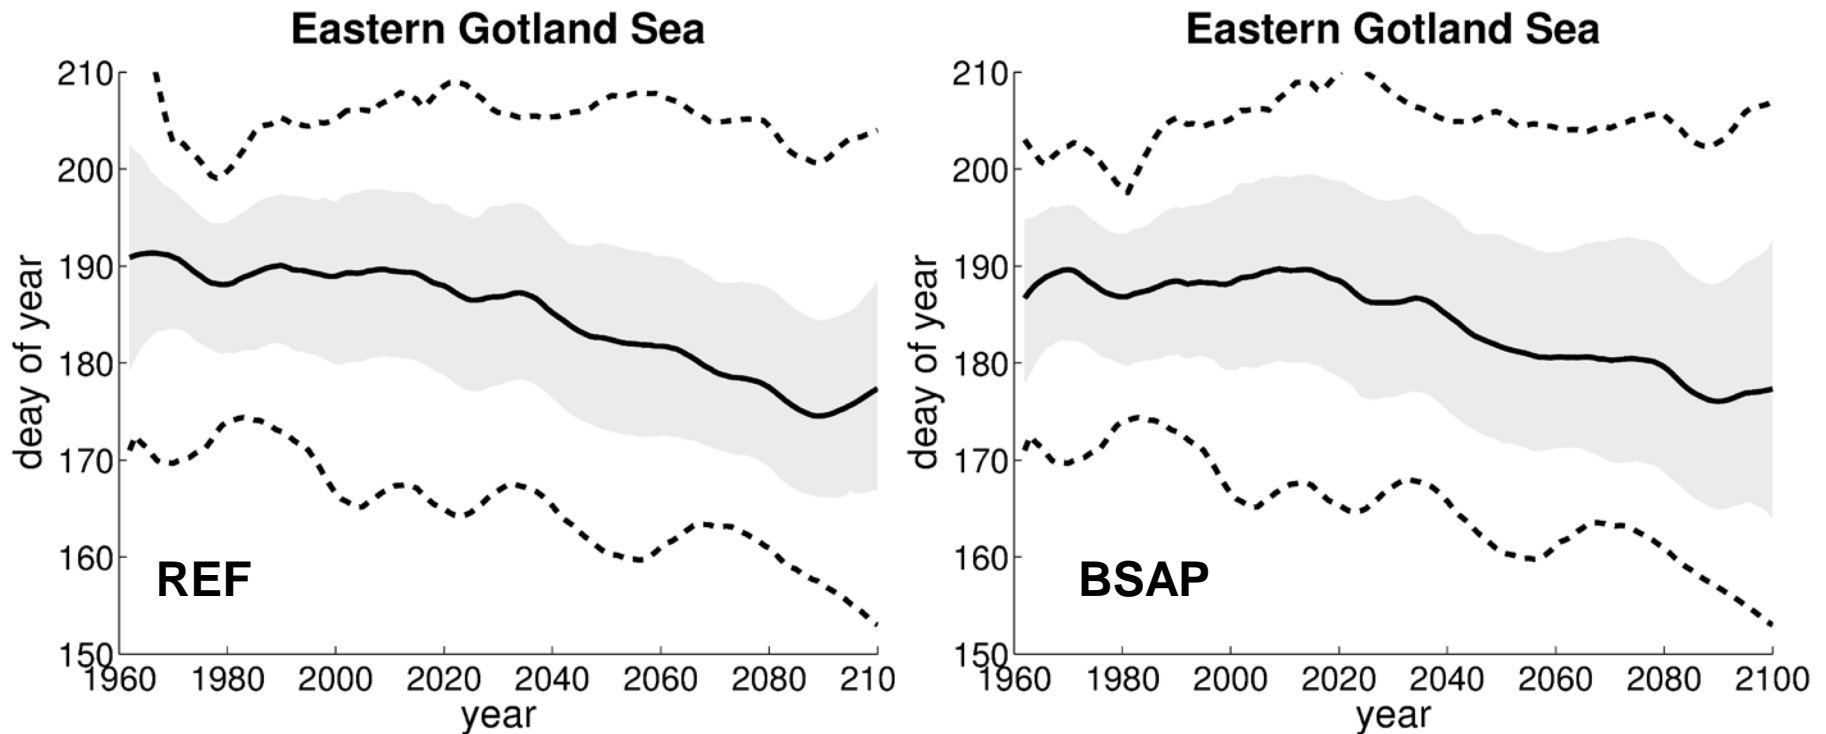 Eastern Gotland Sea
210
200
190
180
170
160
150
deay of year
REF
1960 1980 2000 2020 2040 2060 2080 210
year
Eastern Gotland Sea
210
200
190
180
170
160
150
deay of year
BSAP
1960 1980 2000 2020 2040 2060 2080 2100
year